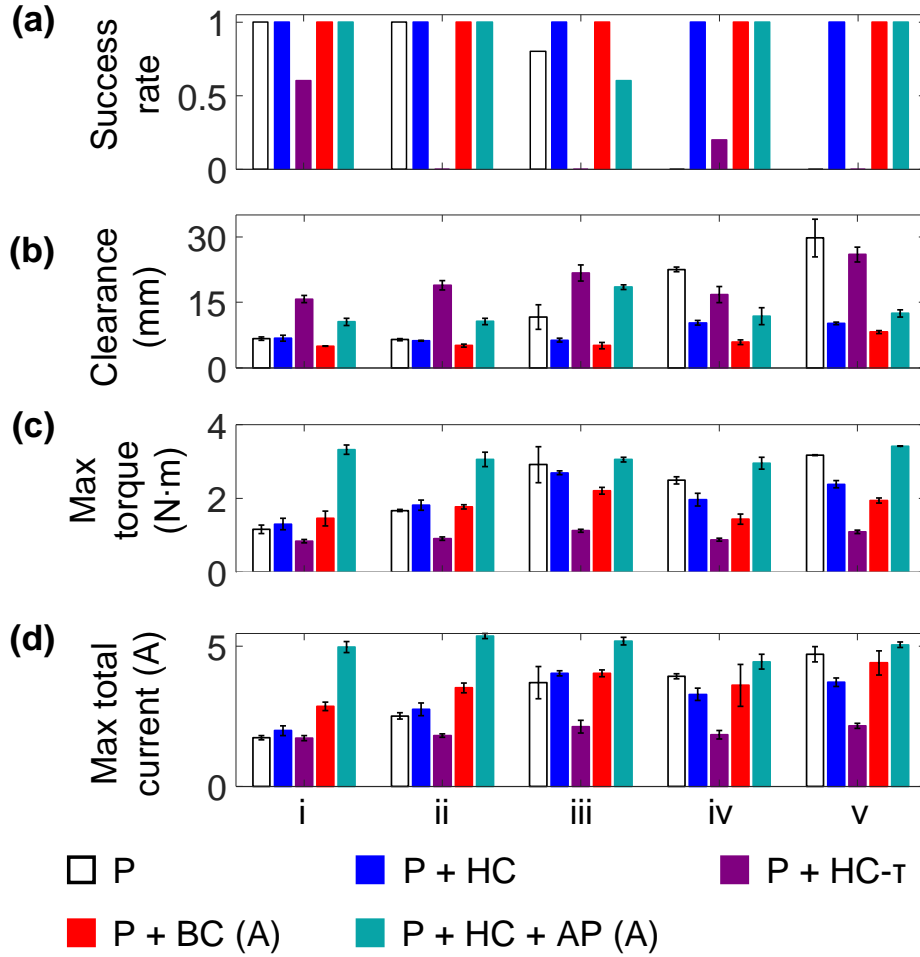 (a)
Success
rate
1
0.5
0
(b)
Clearance
(mm)
30
15
0
(c)
Max
torque
(N·m)
4
2
0
(d)
Max total
current (A)
5
0
i ii iii iv v
P P + HC P + HC-τ
P + BC (A) P + HC + AP (A)